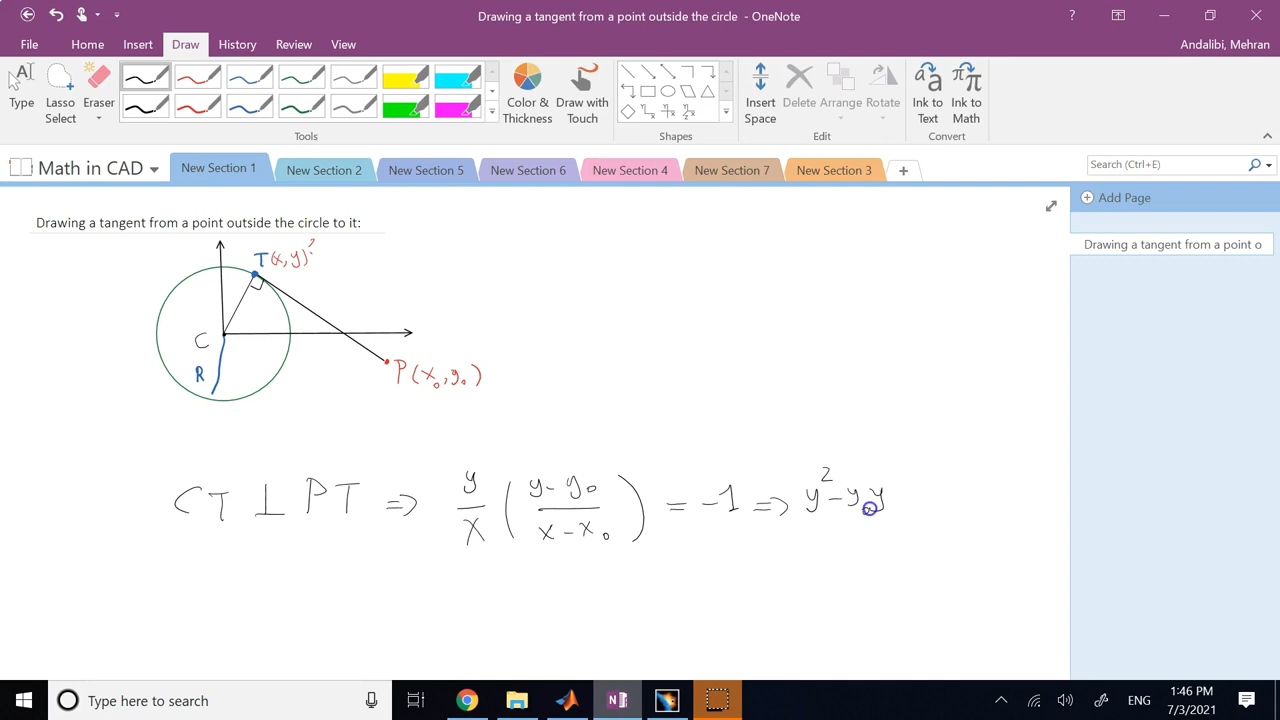 Drawing a tangent from a point outside the circle - OneNote
File Home Insert Draw History Review View
Andalibi, Mehran
Type Lasso Select Eraser Color & Thickness Draw with Touch Insert Space Delete Arrange Rotate Ink to Text Ink to Math
Tools Shapes Edit Convert
Math in CAD New Section 1 New Section 2 New Section 5 New Section 6 New Section 4 New Section 7 New Section 3
Search (Ctrl+E)
Add Page
Drawing a tangent from a point o
Drawing a tangent from a point outside the circle to it:
T(x,y)?
C
R
P(x₀,y₀)
CT ⊥ PT ⇒ y/x ((y-y₀)/(x-x₀)) = -1 ⇒ y²-y₀y
Type here to search
ENG
1:46 PM
7/3/2021